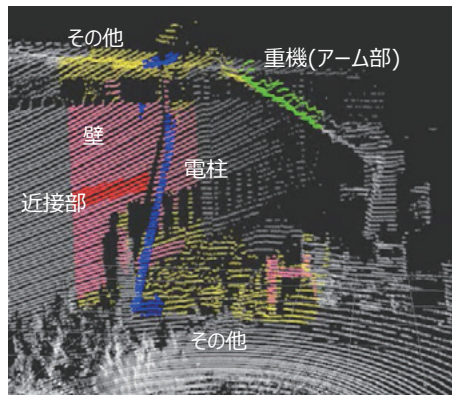 その他
重機(アーム部)
壁
電柱
近接部
その他